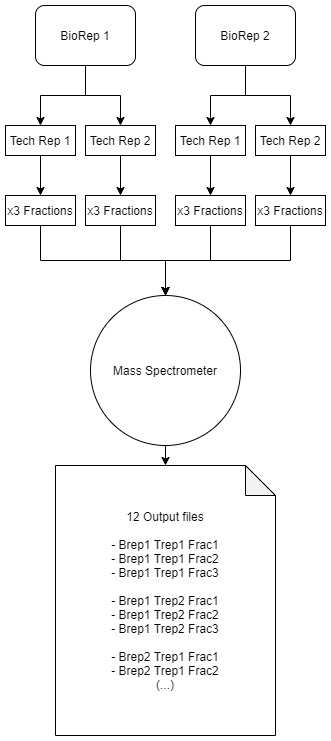 BioRep 1
BioRep 2
Tech Rep 1
Tech Rep 2
Tech Rep 1
Tech Rep 2
x3 Fractions
x3 Fractions
x3 Fractions
x3 Fractions
Mass Spectrometer
12 Output files
- Brep1 Trep1 Frac1
- Brep1 Trep1 Frac2
- Brep1 Trep1 Frac3
- Brep1 Trep2 Frac1
- Brep1 Trep2 Frac2
- Brep1 Trep2 Frac3
- Brep2 Trep1 Frac1
- Brep2 Trep1 Frac2
(...)